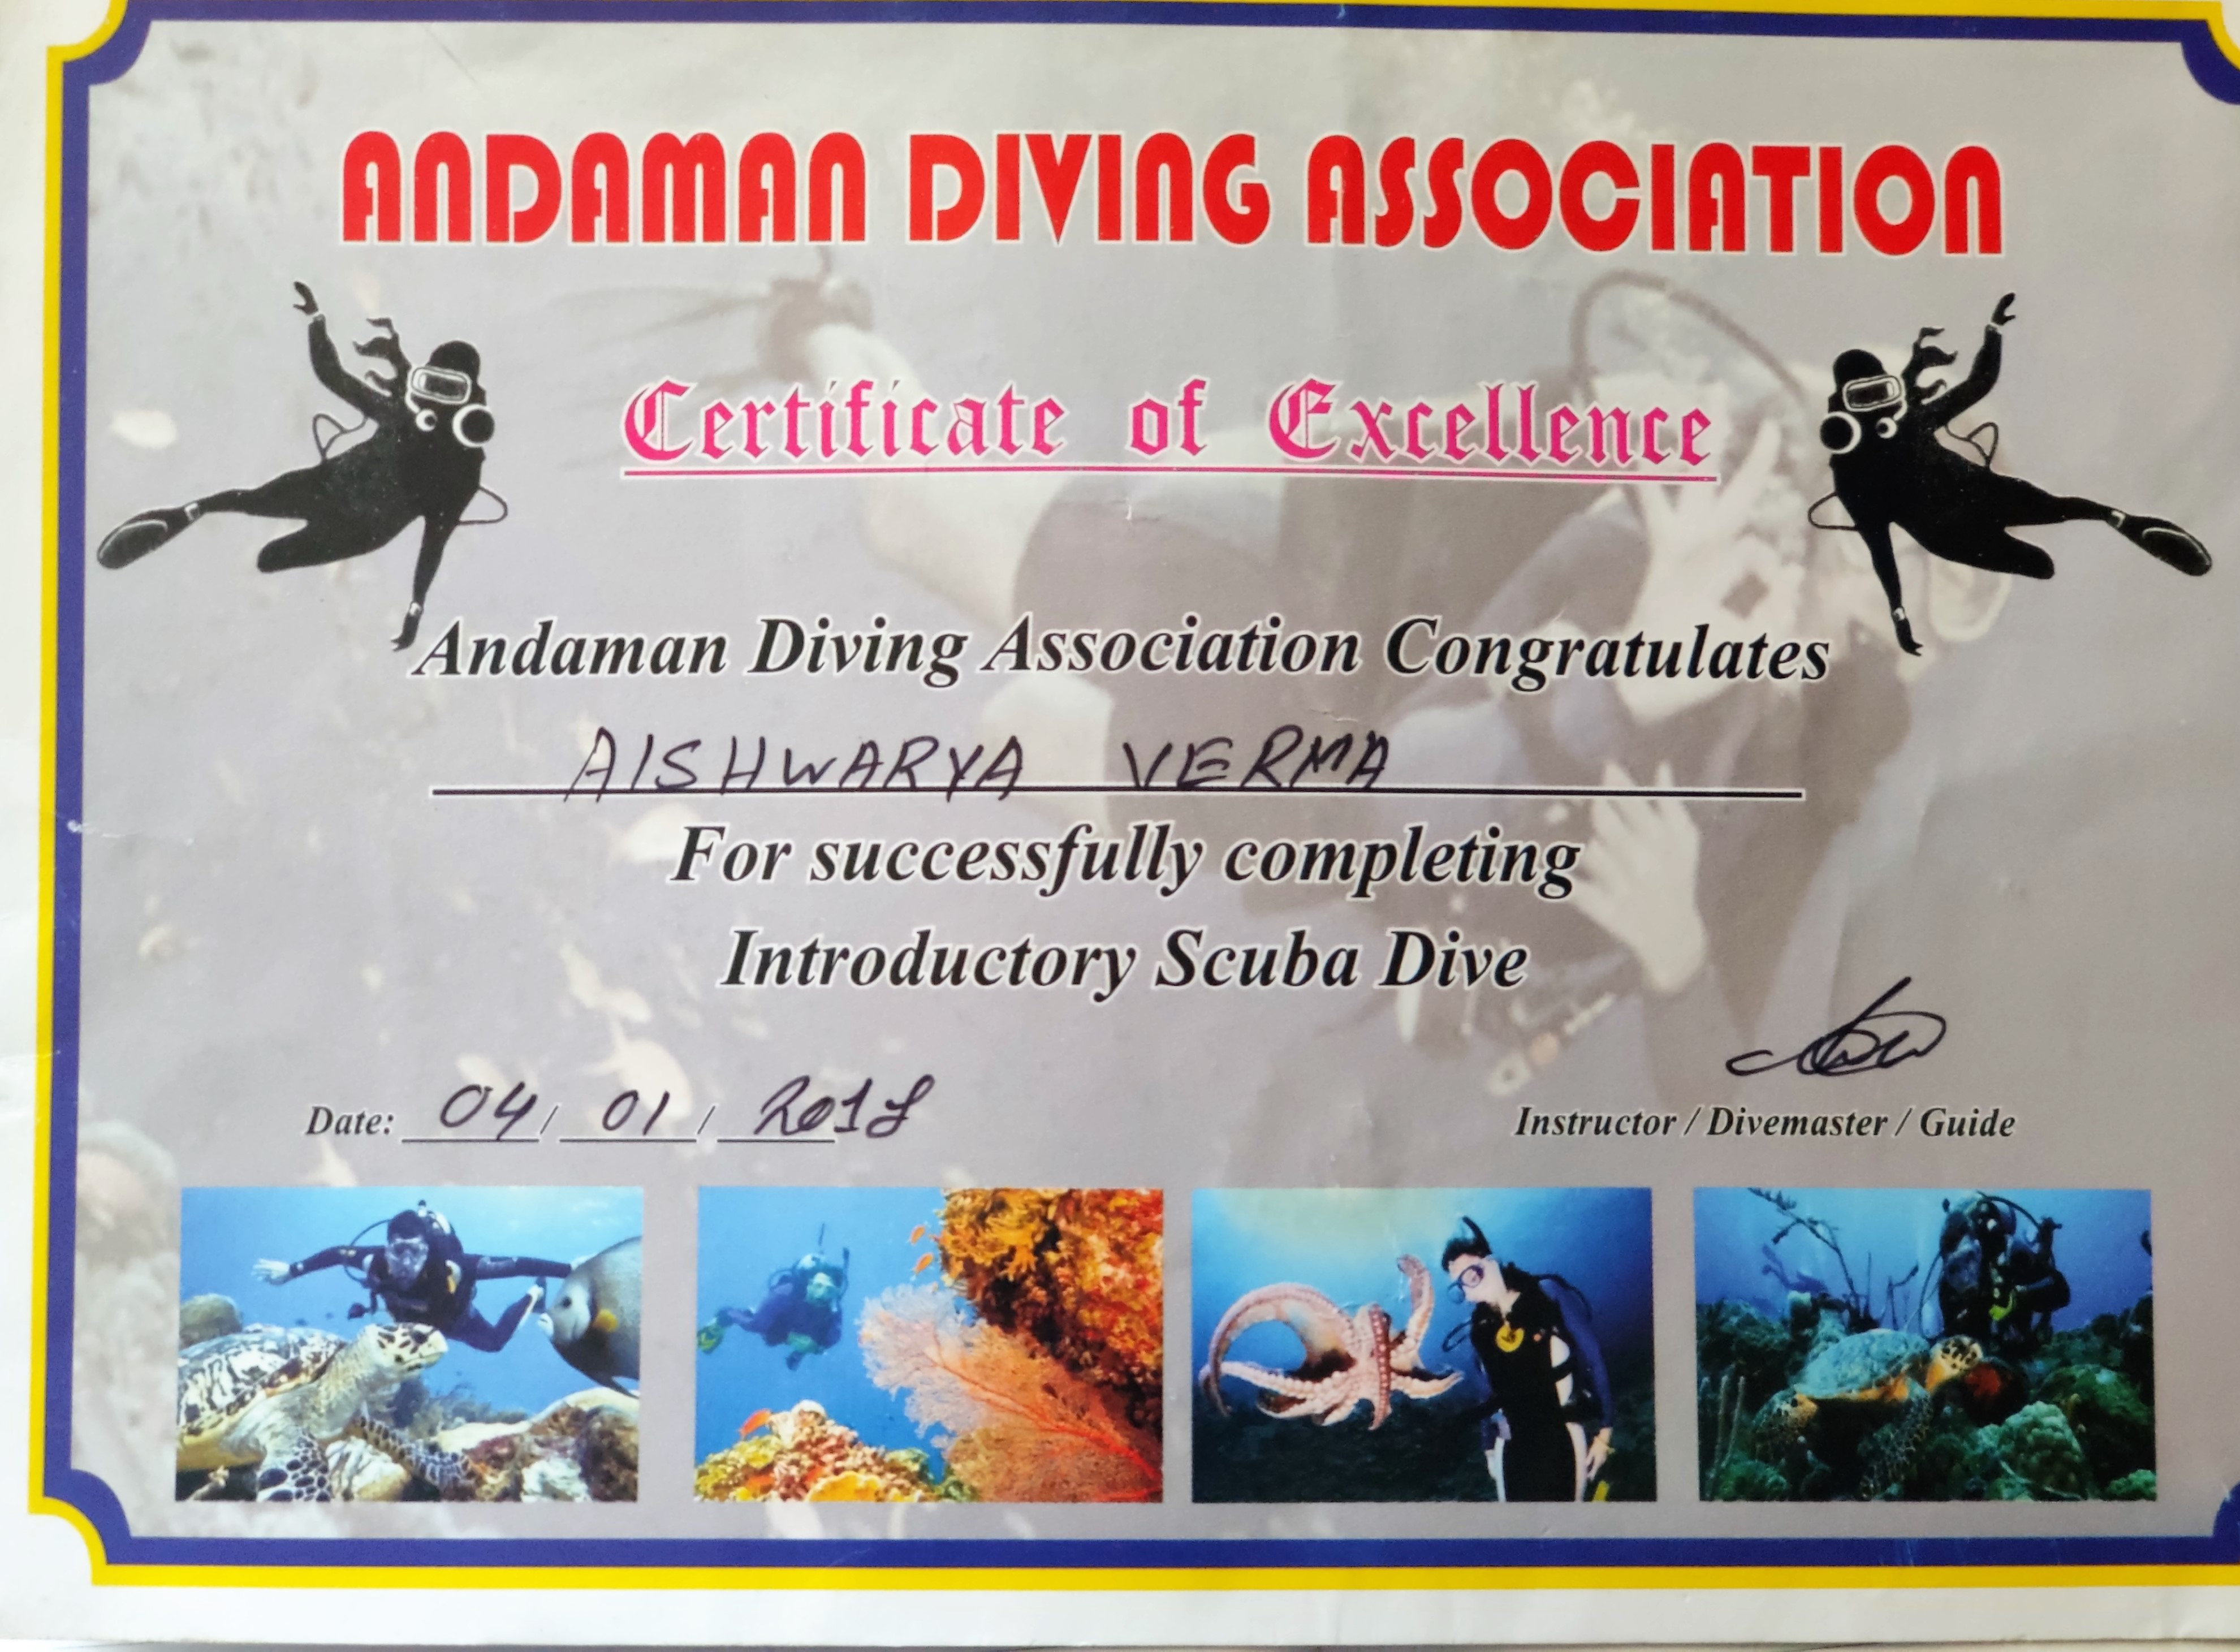 ANDAMAN DIVING ASSOCIATION
Certificate of Excellence
Andaman Diving Association Congratulates
AISHWARYA VERMA
For successfully completing
Introductory Scuba Dive
Date: 04/ 01/ 2018
Instructor / Divemaster / Guide